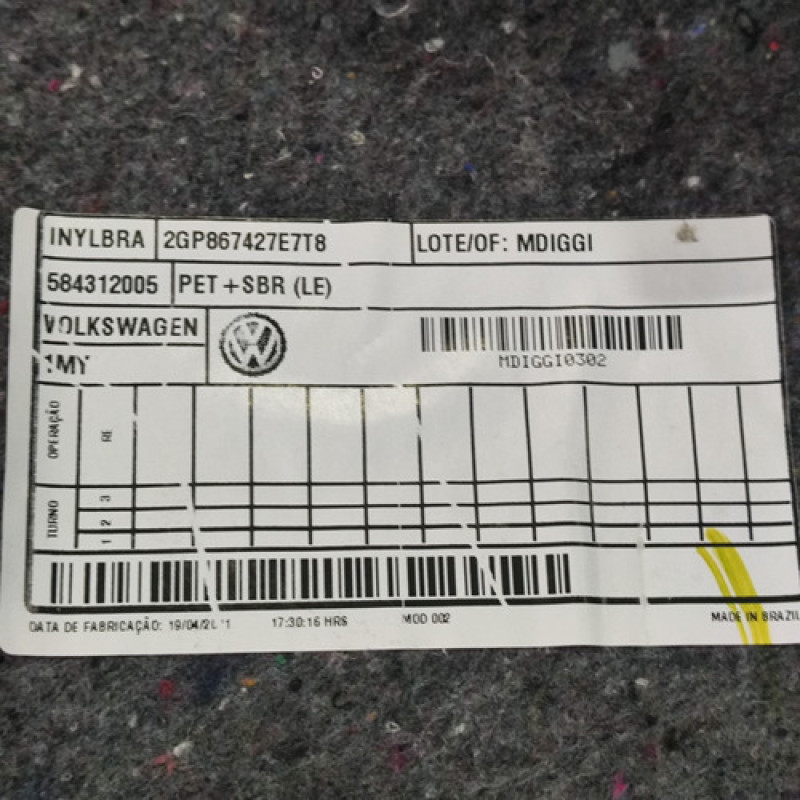 INYLBRA 2GP867427E7T8 LOTE/OF: MDIGGI
584312005 PET+SBR (LE)
VOLKSWAGEN
1MY
MDIGGI0302
OPERAÇÃO RE
TURNO 1 2 3
DATA DE FABRICAÇÃO: 17:30:16 HRS MOD 002 MADE IN BRAZIL